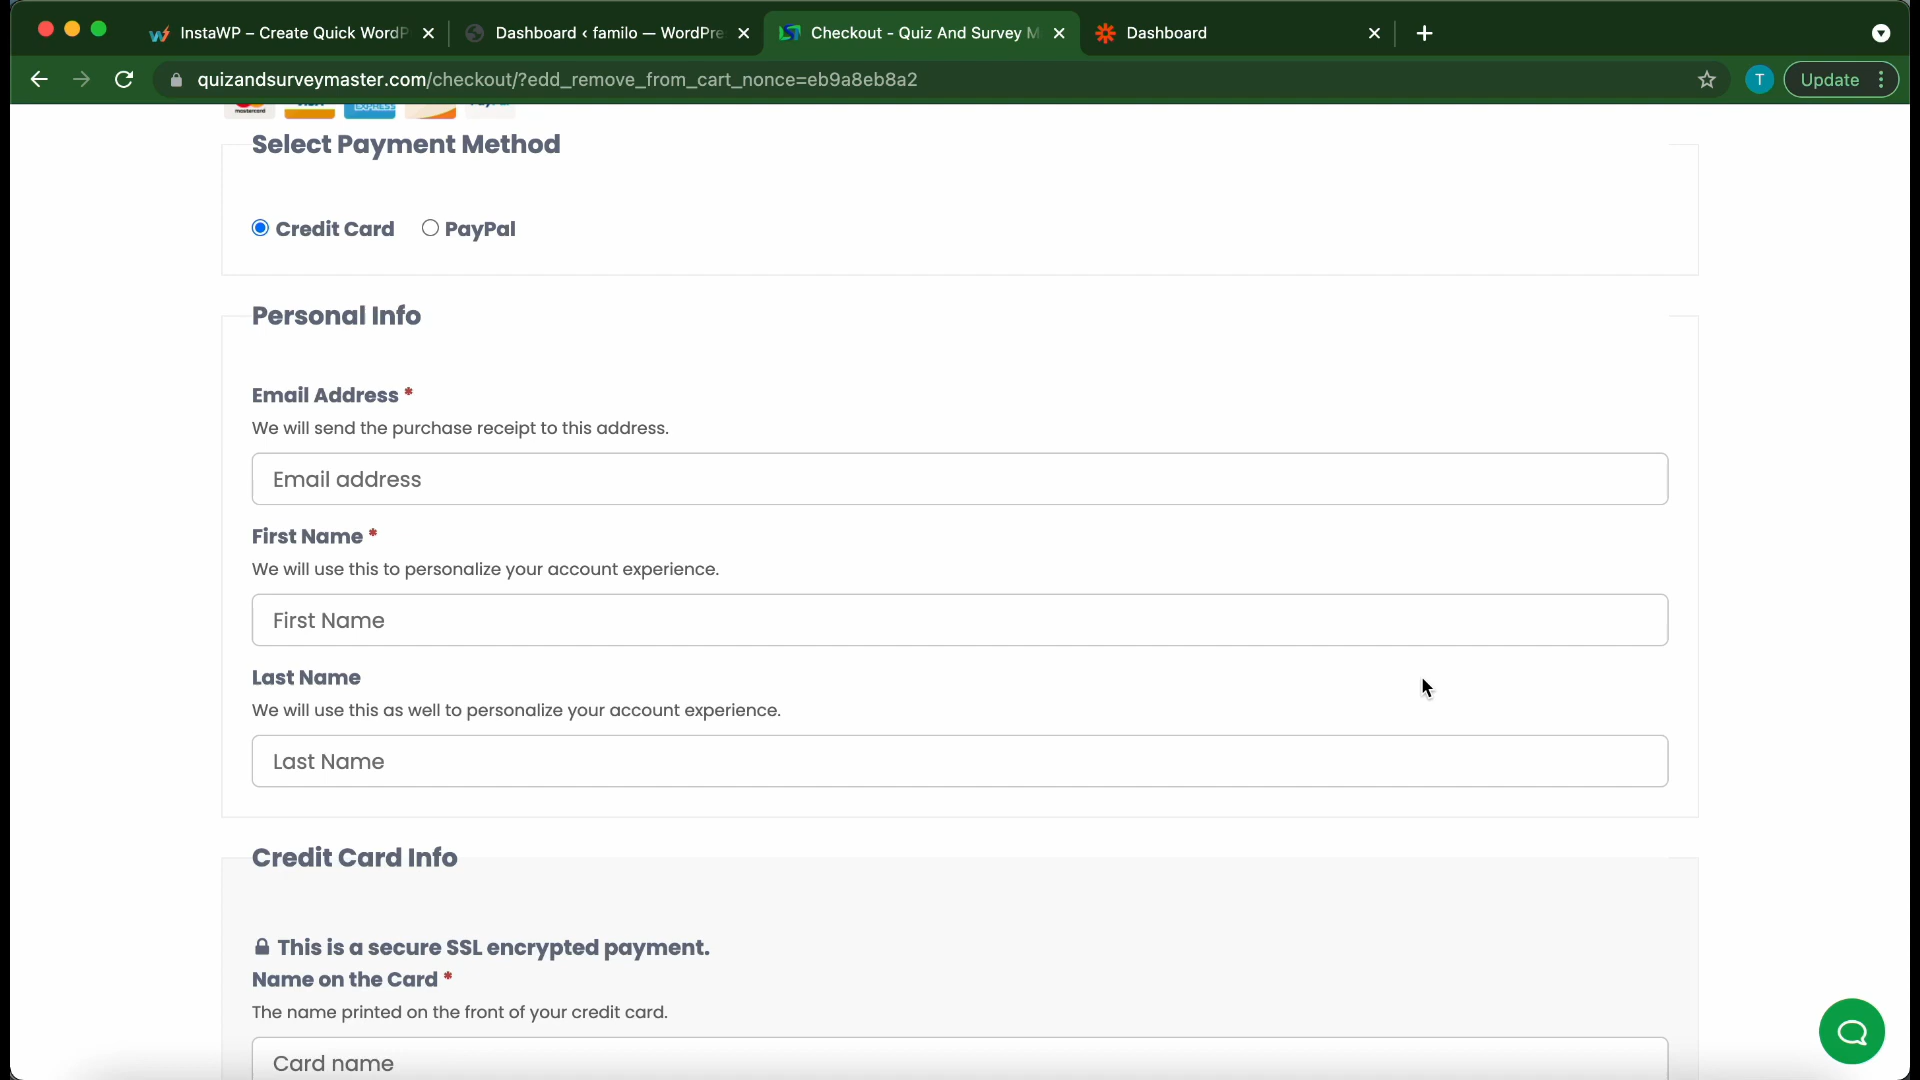 InstaWP – Create Quick WordP
Dashboard ‹ familo — WordPre
Checkout - Quiz And Survey M
Dashboard
quizandsurveymaster.com/checkout/?edd_remove_from_cart_nonce=eb9a8eb8a2
T
Update
mastercard
EXPRESS
Select Payment Method
Credit Card
PayPal
Personal Info
Email Address *
We will send the purchase receipt to this address.
Email address
First Name *
We will use this to personalize your account experience.
First Name
Last Name
We will use this as well to personalize your account experience.
Last Name
Credit Card Info
This is a secure SSL encrypted payment.
Name on the Card *
The name printed on the front of your credit card.
Card name